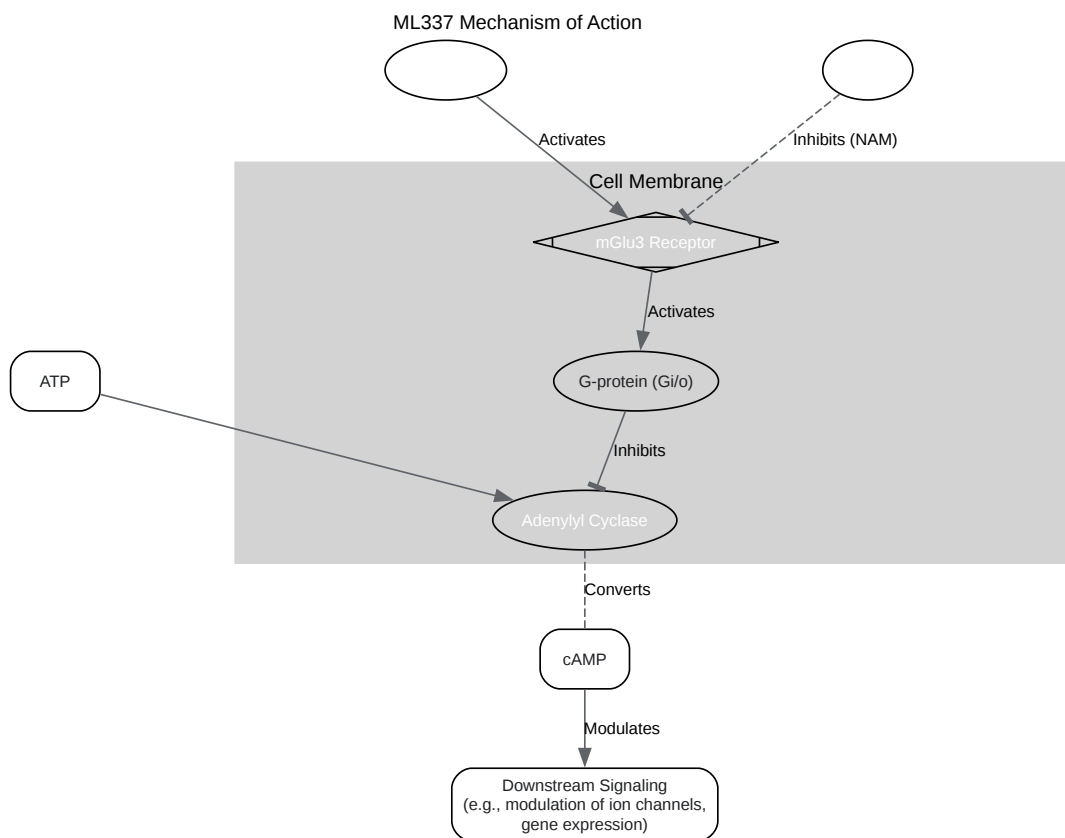 ML337 Mechanism of Action
Activates
Inhibits (NAM)
Cell Membrane
mGlu3 Receptor
Activates
ATP
G-protein (Gi/o)
Inhibits
Adenylyl Cyclase
Converts
cAMP
Modulates
Downstream Signaling
(e.g., modulation of ion channels,
gene expression)